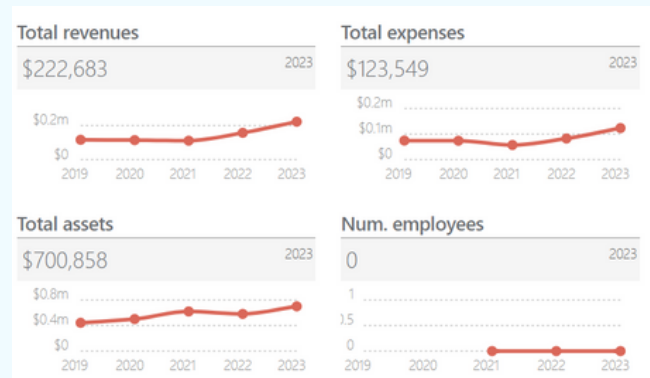 Total revenues
$222,683 2023
$0.2m
$0
2019 2020 2021 2022 2023
Total expenses
$123,549 2023
$0.2m
$0.1m
$0
2019 2020 2021 2022 2023
Total assets
$700,858 2023
$0.8m
$0.4m
$0
2019 2020 2021 2022 2023
Num. employees
0 2023
1
.5
0
2019 2020 2021 2022 2023